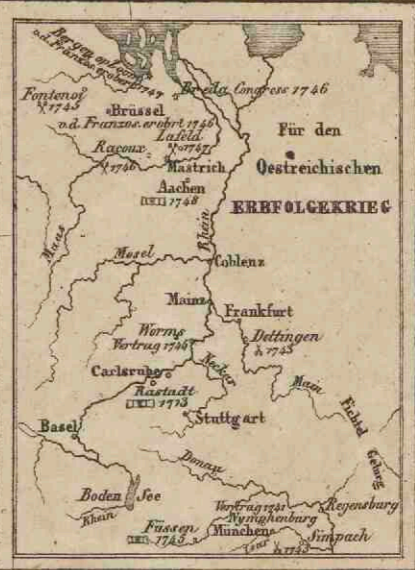 Bergen op Zoom
v.d. Franzos. erobert 1747
Breda Congress 1746
Fontenoi
1745
Brüssel
v.d. Franzos. erobrt 1746
Lafeld
1747
Racoux
1746
Mastrich
Aachen
1748
Für den
Oestreichischen
ERBFOLGEKRIEG
Maas
Rhein
Mosel
Coblenz
Mainz
Frankfurt
Worms
Vertrag 1745
Dettingen
1743
Neckar
Main
Carlsruhe
Rastadt
1713
Stuttgart
Fichtel
Gebirg
Basel
Donau
Boden See
Rhein
Vertrag 1741
Nymphenburg
Regensburg
Füssen
1745
München
Isar
Simpach
1743